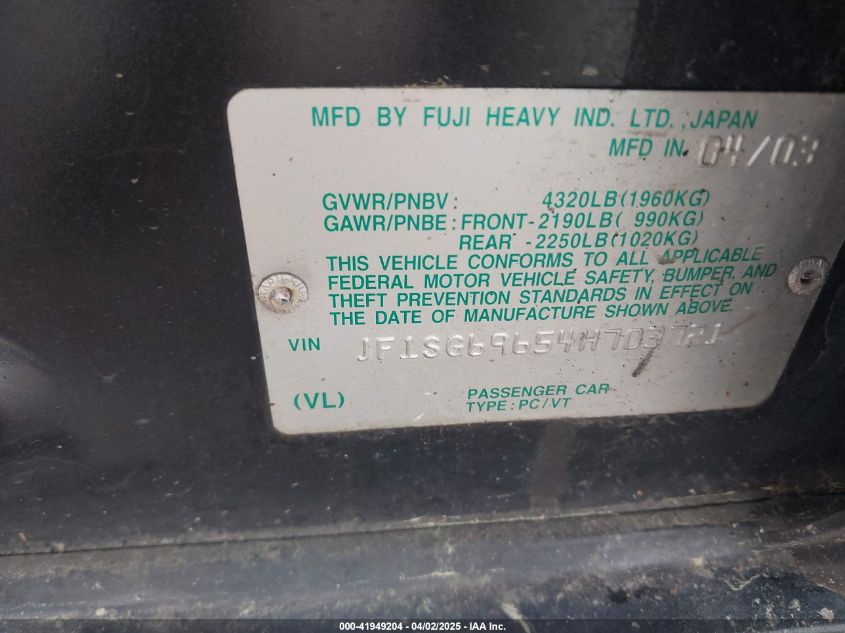 MFD BY FUJI HEAVY IND. LTD., JAPAN
MFD IN. 04/03
GVWR/PNBV: 4320LB(1960KG)
GAWR/PNBE: FRONT-2190LB( 990KG)
REAR -2250LB(1020KG)
THIS VEHICLE CONFORMS TO ALL APPLICABLE
FEDERAL MOTOR VEHICLE SAFETY, BUMPER, AND
THEFT PREVENTION STANDARDS IN EFFECT ON
THE DATE OF MANUFACTURE SHOWN ABOVE.
VIN JF1SG69654H703721
(VL) PASSENGER CAR
TYPE: PC/VT
000-41949204 - 04/02/2025 - IAA Inc.